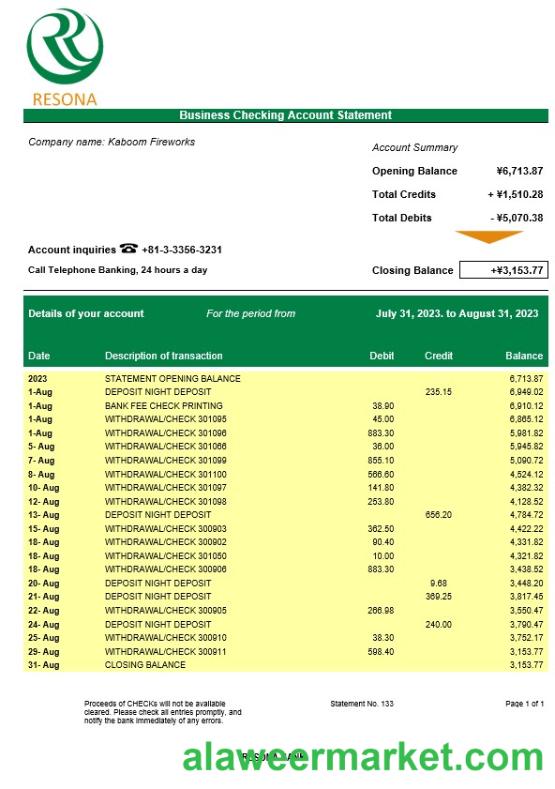 RESONA
Business Checking Account Statement
Company name: Kaboom Fireworks
Account Summary
Opening Balance ¥6,713.87
Total Credits + ¥1,510.28
Total Debits - ¥5,070.38
Account inquiries ☎ +81-3-3356-3231
Call Telephone Banking, 24 hours a day
Closing Balance +¥3,153.77
Details of your account For the period from July 31, 2023. to August 31, 2023
Date Description of transaction Debit Credit Balance
2023 STATEMENT OPENING BALANCE 6,713.87
1-Aug DEPOSIT NIGHT DEPOSIT 235.15 6,949.02
1-Aug BANK FEE CHECK PRINTING 38.90 6,910.12
1-Aug WITHDRAWAL/CHECK 301095 45.00 6,865.12
1-Aug WITHDRAWAL/CHECK 301096 883.30 5,981.82
5- Aug WITHDRAWAL/CHECK 301066 36.00 5,945.82
7- Aug WITHDRAWAL/CHECK 301099 855.10 5,090.72
8- Aug WITHDRAWAL/CHECK 301100 566.60 4,524.12
10- Aug WITHDRAWAL/CHECK 301097 141.80 4,382.32
12- Aug WITHDRAWAL/CHECK 301098 253.80 4,128.52
13- Aug DEPOSIT NIGHT DEPOSIT 656.20 4,784.72
15- Aug WITHDRAWAL/CHECK 300903 362.50 4,422.22
18- Aug WITHDRAWAL/CHECK 300902 90.40 4,331.82
18- Aug WITHDRAWAL/CHECK 301050 10.00 4,321.82
18- Aug WITHDRAWAL/CHECK 300906 883.30 3,438.52
20- Aug DEPOSIT NIGHT DEPOSIT 9.68 3,448.20
21- Aug DEPOSIT NIGHT DEPOSIT 369.25 3,817.45
22- Aug WITHDRAWAL/CHECK 300905 266.98 3,550.47
24- Aug DEPOSIT NIGHT DEPOSIT 240.00 3,790.47
25- Aug WITHDRAWAL/CHECK 300910 38.30 3,752.17
29- Aug WITHDRAWAL/CHECK 300911 598.40 3,153.77
31- Aug CLOSING BALANCE 3,153.77
Proceeds of CHECKs will not be available Statement No. 133 Page 1 of 1
cleared. Please check all entries promptly, and
notify the bank immediately of any errors.
RESONA BANK
alaweermarket.com